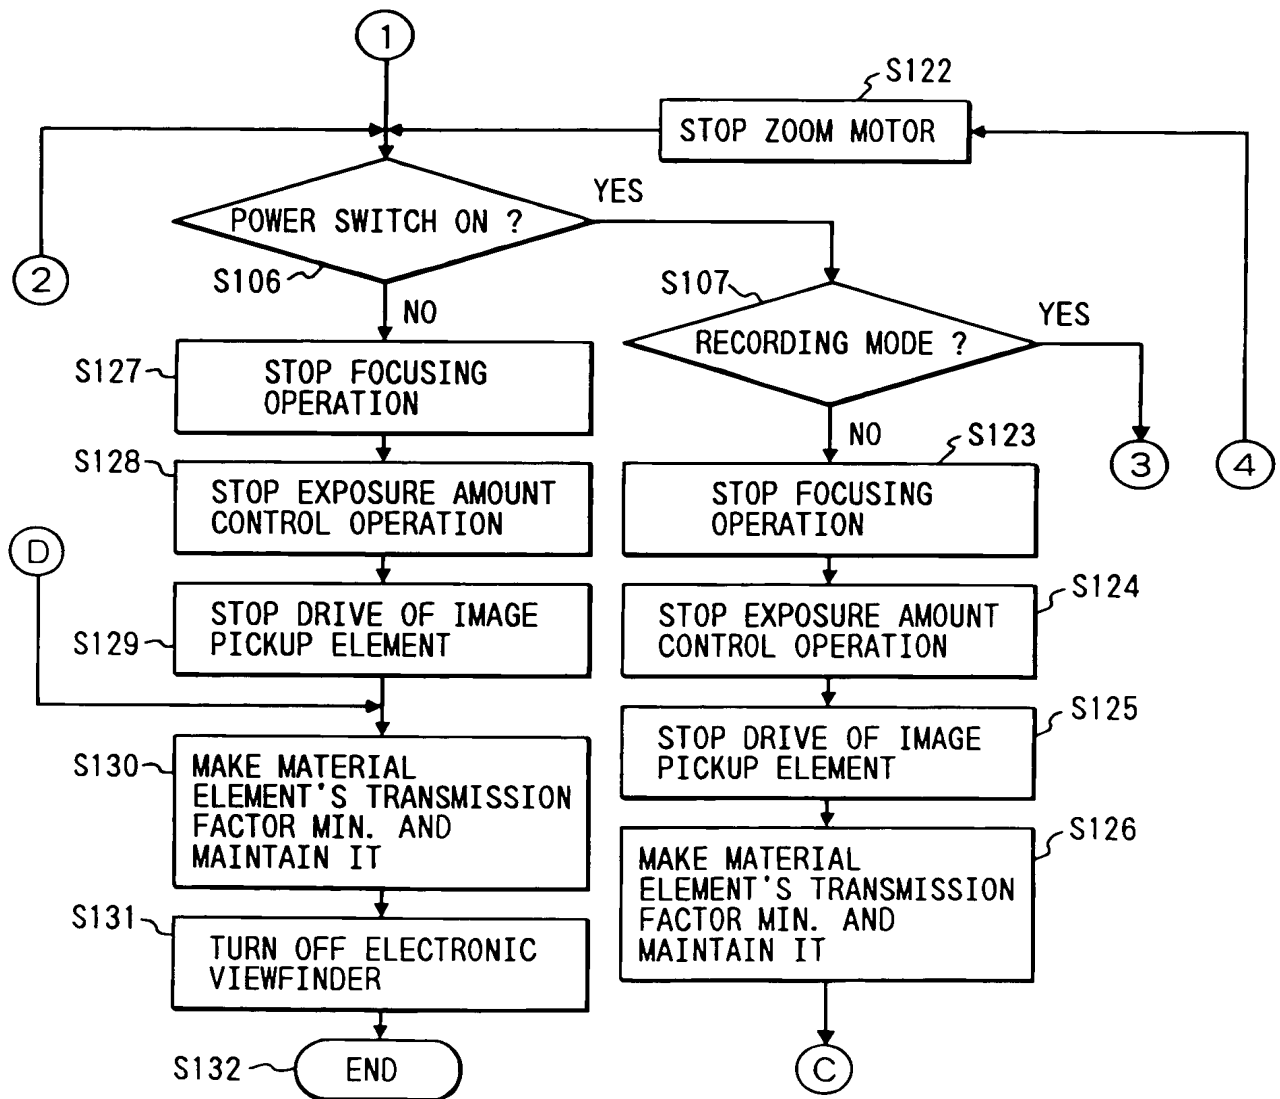 1
S122
STOP ZOOM MOTOR
YES
POWER SWITCH ON ?
2
S106
NO
S107
YES
RECORDING MODE ?
NO
3
4
S127
STOP FOCUSING
OPERATION
S123
STOP FOCUSING
OPERATION
S128
STOP EXPOSURE AMOUNT
CONTROL OPERATION
D
S124
STOP EXPOSURE AMOUNT
CONTROL OPERATION
S129
STOP DRIVE OF IMAGE
PICKUP ELEMENT
S125
STOP DRIVE OF IMAGE
PICKUP ELEMENT
S130
MAKE MATERIAL
ELEMENT'S TRANSMISSION
FACTOR MIN. AND
MAINTAIN IT
S126
MAKE MATERIAL
ELEMENT'S TRANSMISSION
FACTOR MIN. AND
MAINTAIN IT
S131
TURN OFF ELECTRONIC
VIEWFINDER
S132
END
C